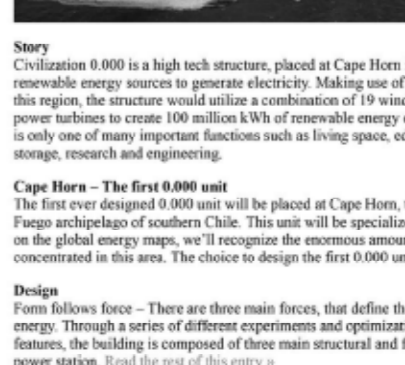 Story
Civilization 0.000 is a high tech structure, placed at Cape Horn
renewable energy sources to generate electricity. Making use of
this region, the structure would utilize a combination of 19 wind
power turbines to create 100 million kWh of renewable energy
is only one of many important functions such as living space,
storage, research and engineering.
Cape Horn – The first 0.000 unit
The first ever designed 0.000 unit will be placed at Cape Horn,
Fuego archipelago of southern Chile. This unit will be
on the global energy maps, we'll recognize the enormous
concentrated in this area. The choice to design the first 0.000
Design
Form follows force – There are three main forces, that define
energy. Through a series of different experiments and
features, the building is composed of three main structural and
power station. Read the rest of this entry »